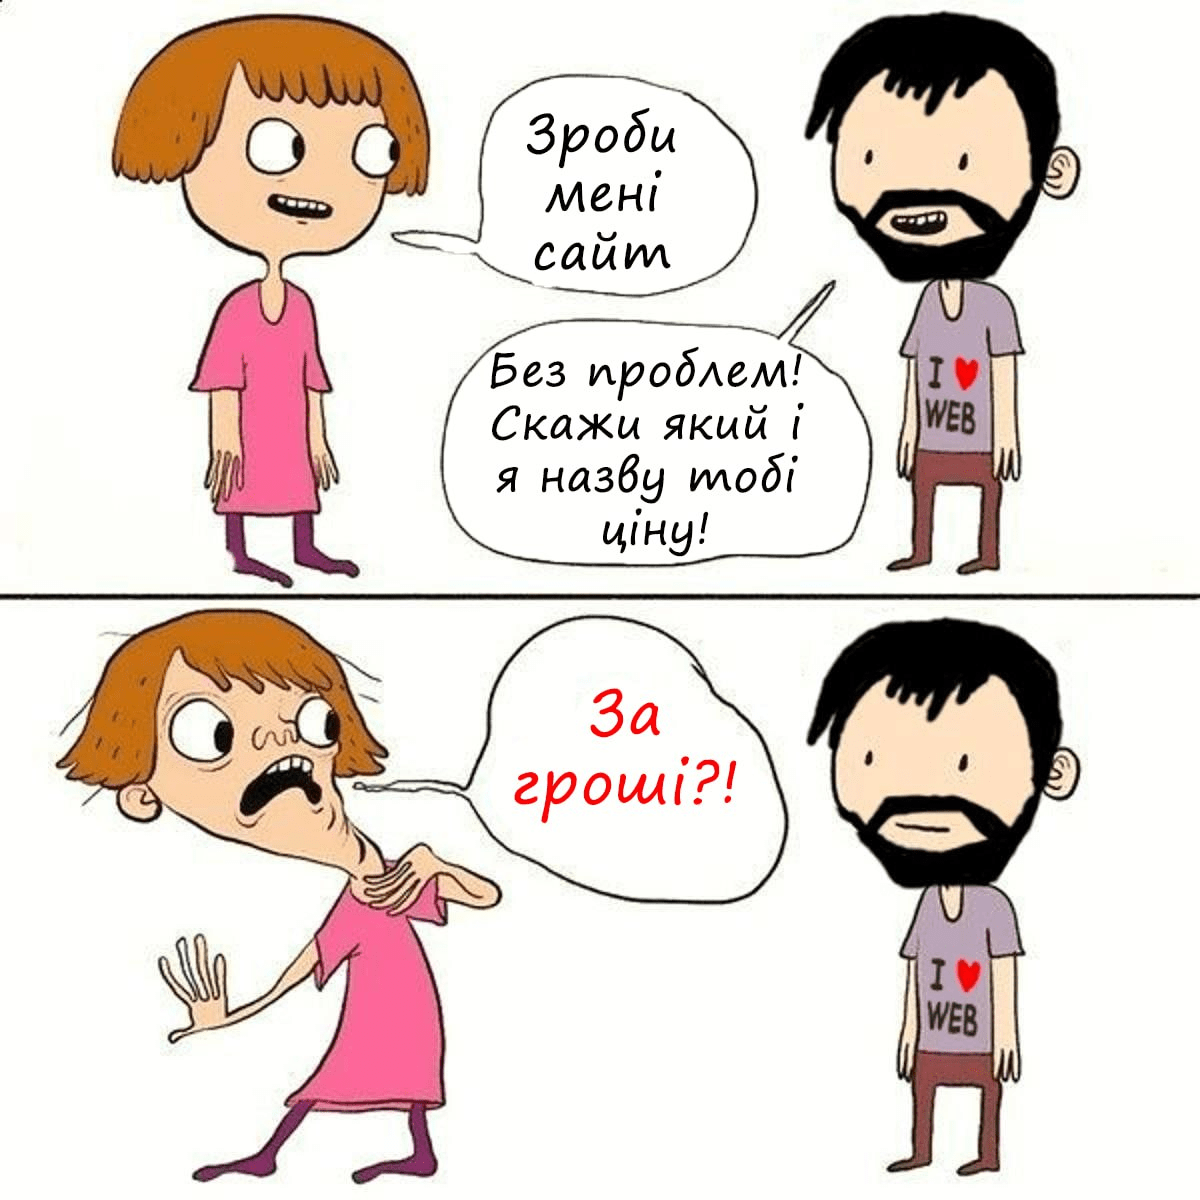 Зроби
мені
сайт
Без проблем!
Скажи який і
я назву тобі
ціну!
I ♥
WEB
За
гроші?!
I ♥
WEB